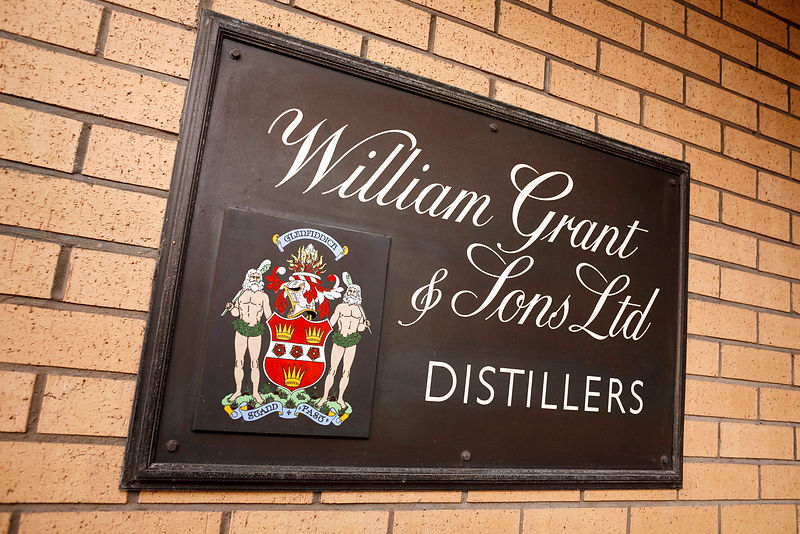 William Grant
& Sons Ltd
DISTILLERS
GLENFIDDICH
STAND + FAST